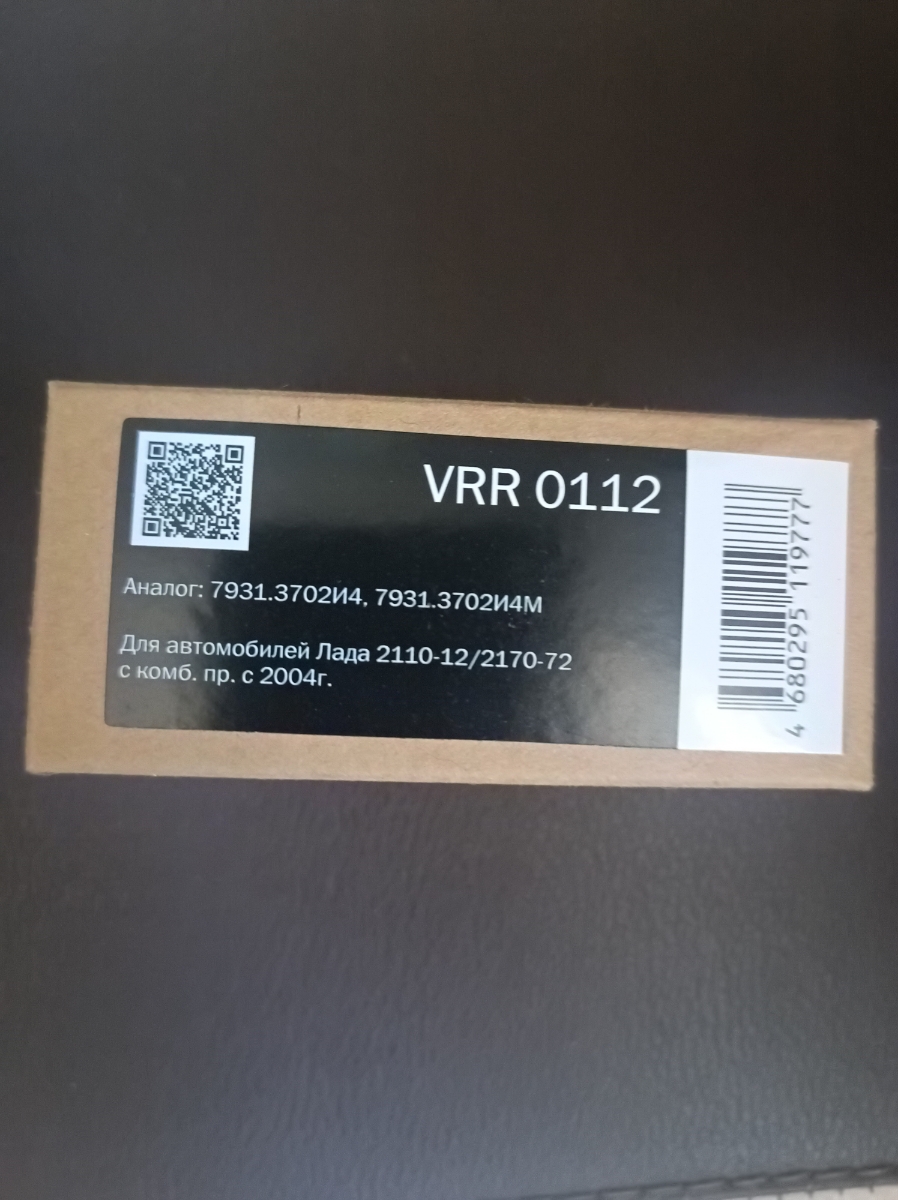 VRR 0112
Аналог: 7931.3702И4, 7931.3702И4М
Для автомобилей Лада 2110-12/2170-72
с комб. пр. с 2004г.
4 680295 119777